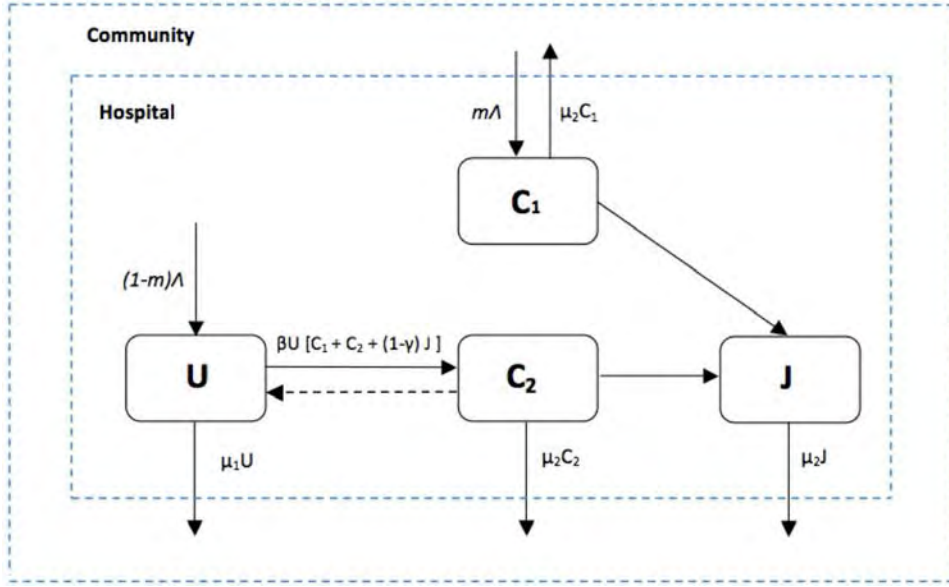 Community
Hospital
mΛ
μ₂C₁
C₁
(1-m)Λ
βU [C₁ + C₂ + (1-γ) J ]
U
C₂
J
μ₁U
μ₂C₂
μ₂J